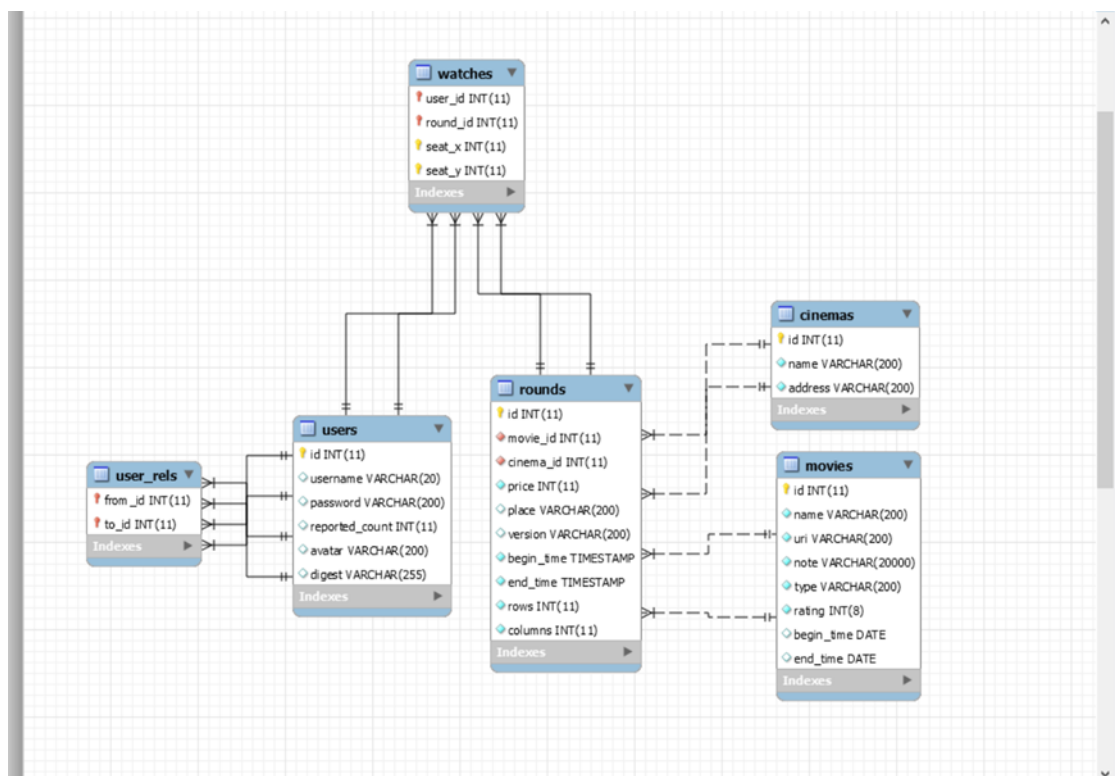 watches
user_id INT(11)
round_id INT(11)
seat_x INT(11)
seat_y INT(11)
Indexes
cinemas
id INT(11)
name VARCHAR(200)
address VARCHAR(200)
Indexes
rounds
id INT(11)
movie_id INT(11)
cinema_id INT(11)
price INT(11)
place VARCHAR(200)
version VARCHAR(200)
begin_time TIMESTAMP
end_time TIMESTAMP
rows INT(11)
columns INT(11)
Indexes
users
id INT(11)
username VARCHAR(20)
password VARCHAR(200)
reported_count INT(11)
avatar VARCHAR(200)
digest VARCHAR(255)
Indexes
user_rels
from_id INT(11)
to_id INT(11)
Indexes
movies
id INT(11)
name VARCHAR(200)
uri VARCHAR(200)
note VARCHAR(20000)
type VARCHAR(200)
rating INT(8)
begin_time DATE
end_time DATE
Indexes